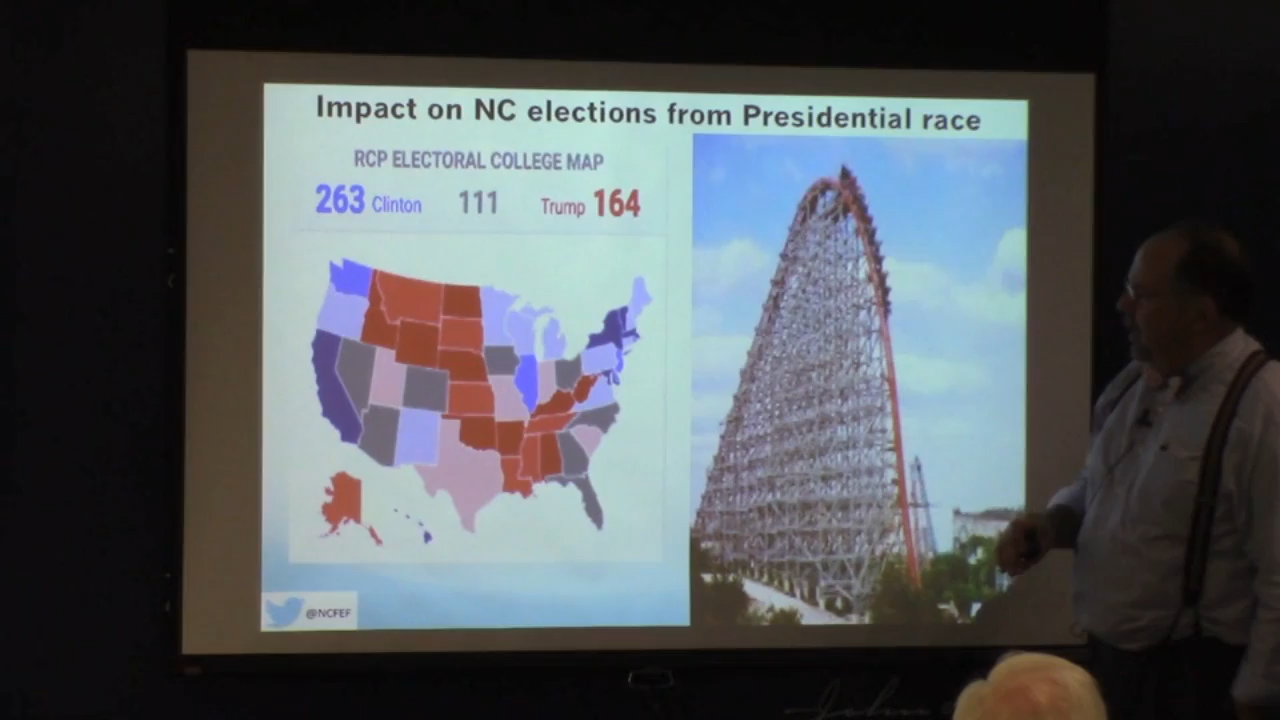 Impact on NC elections from Presidential race
RCP ELECTORAL COLLEGE MAP
263 Clinton 111 Trump 164
@NCFEF